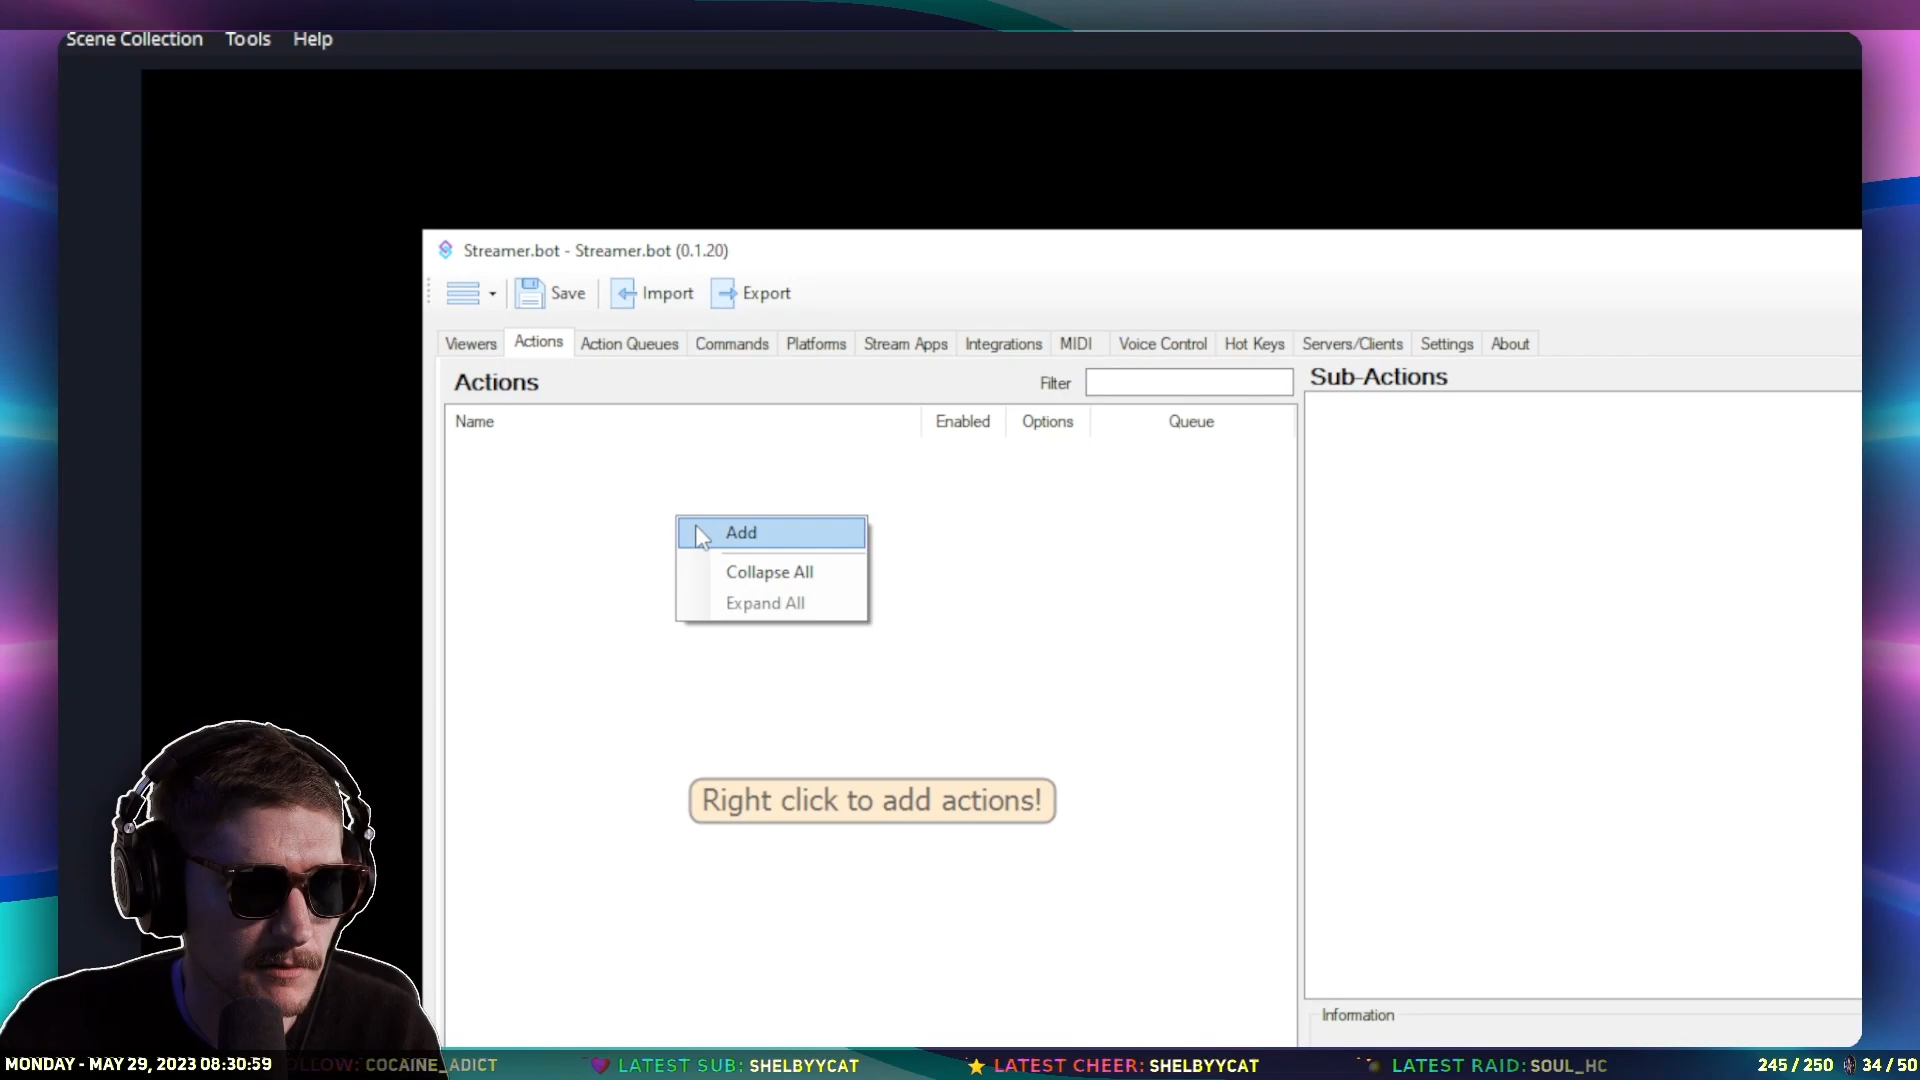 Scene Collection Tools Help
Streamer.bot - Streamer.bot (0.1.20)
Save Import Export
Viewers Actions Action Queues Commands Platforms Stream Apps Integrations MIDI Voice Control Hot Keys Servers/Clients Settings About
Actions Filter Sub-Actions
Name Enabled Options Queue
Add
Collapse All
Expand All
Right click to add actions!
Information
MONDAY - MAY 29, 2023 08:30:59 OLLOW: COCAINE_ADICT LATEST SUB: SHELBYYCAT LATEST CHEER: SHELBYYCAT LATEST RAID: SOUL_HC 245 / 250 34 / 50